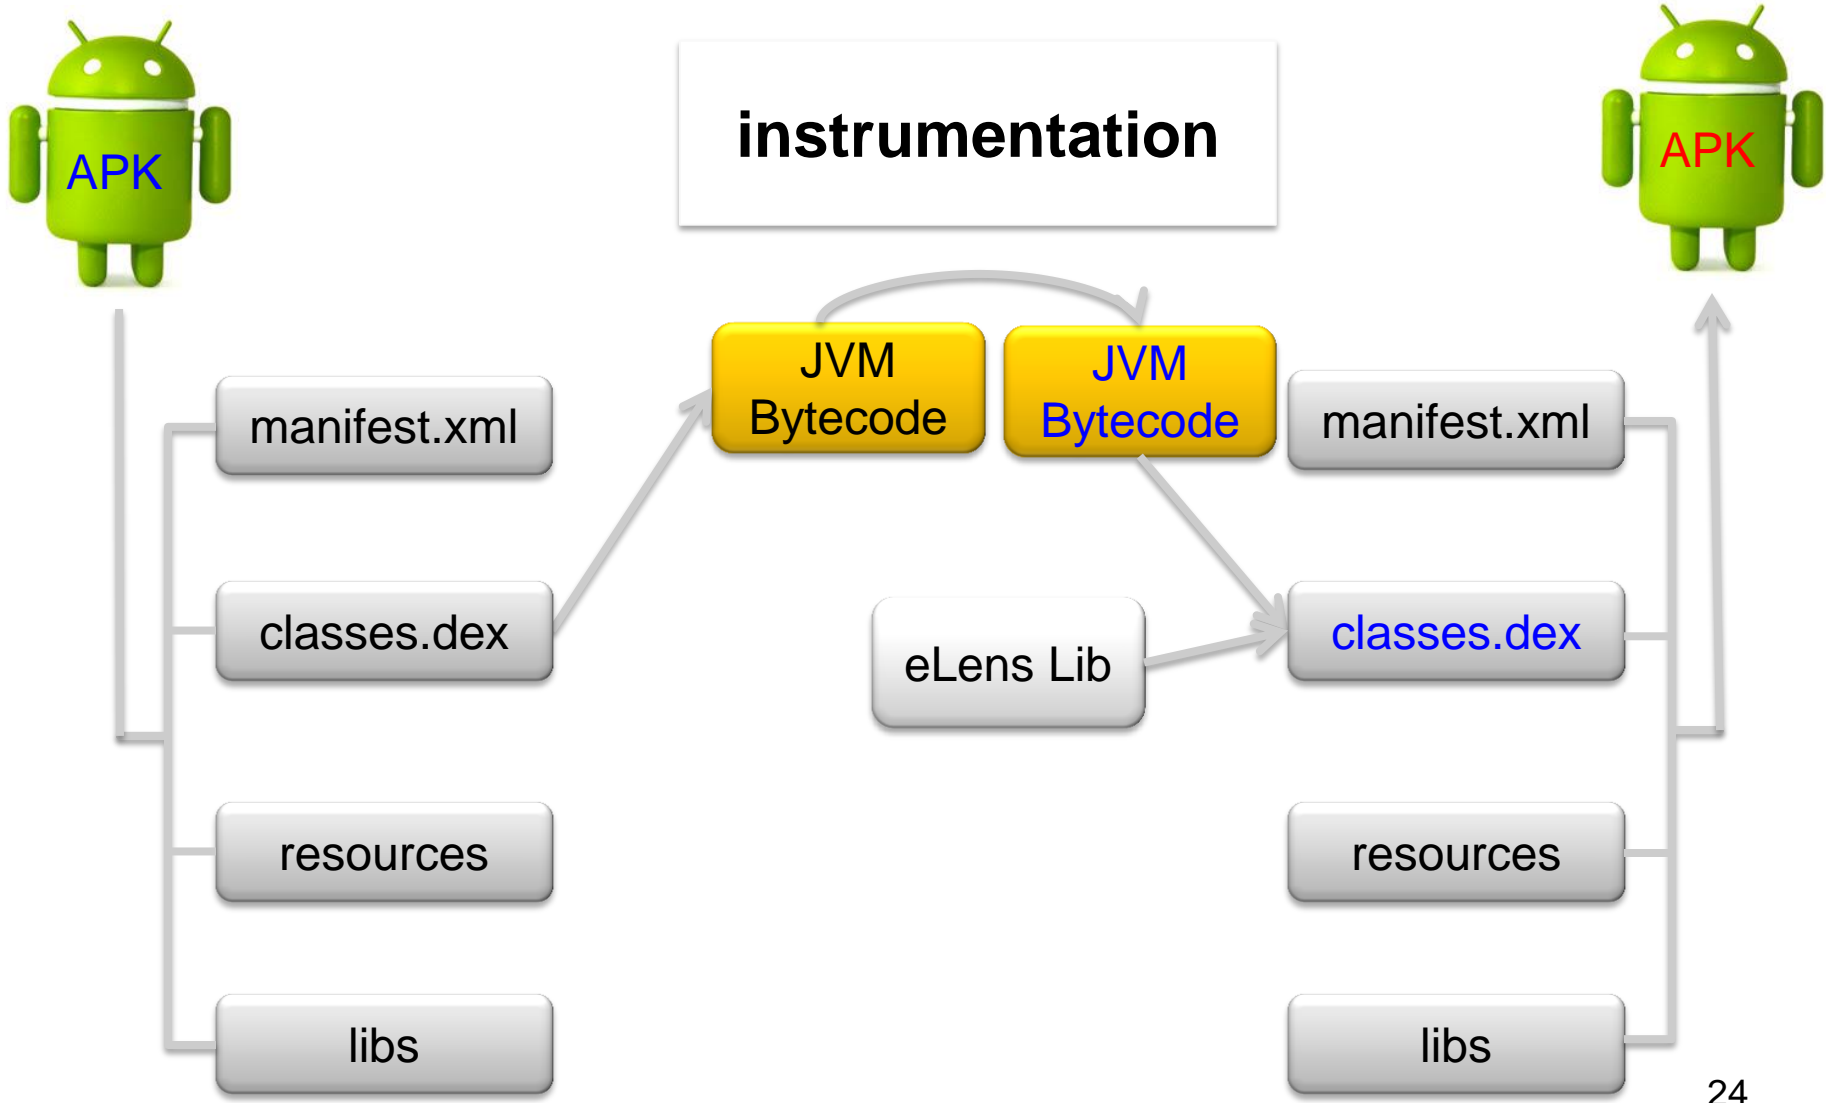 APK
instrumentation
APK
JVM
Bytecode
JVM
Bytecode
manifest.xml
manifest.xml
classes.dex
eLens Lib
classes.dex
resources
resources
libs
libs
24